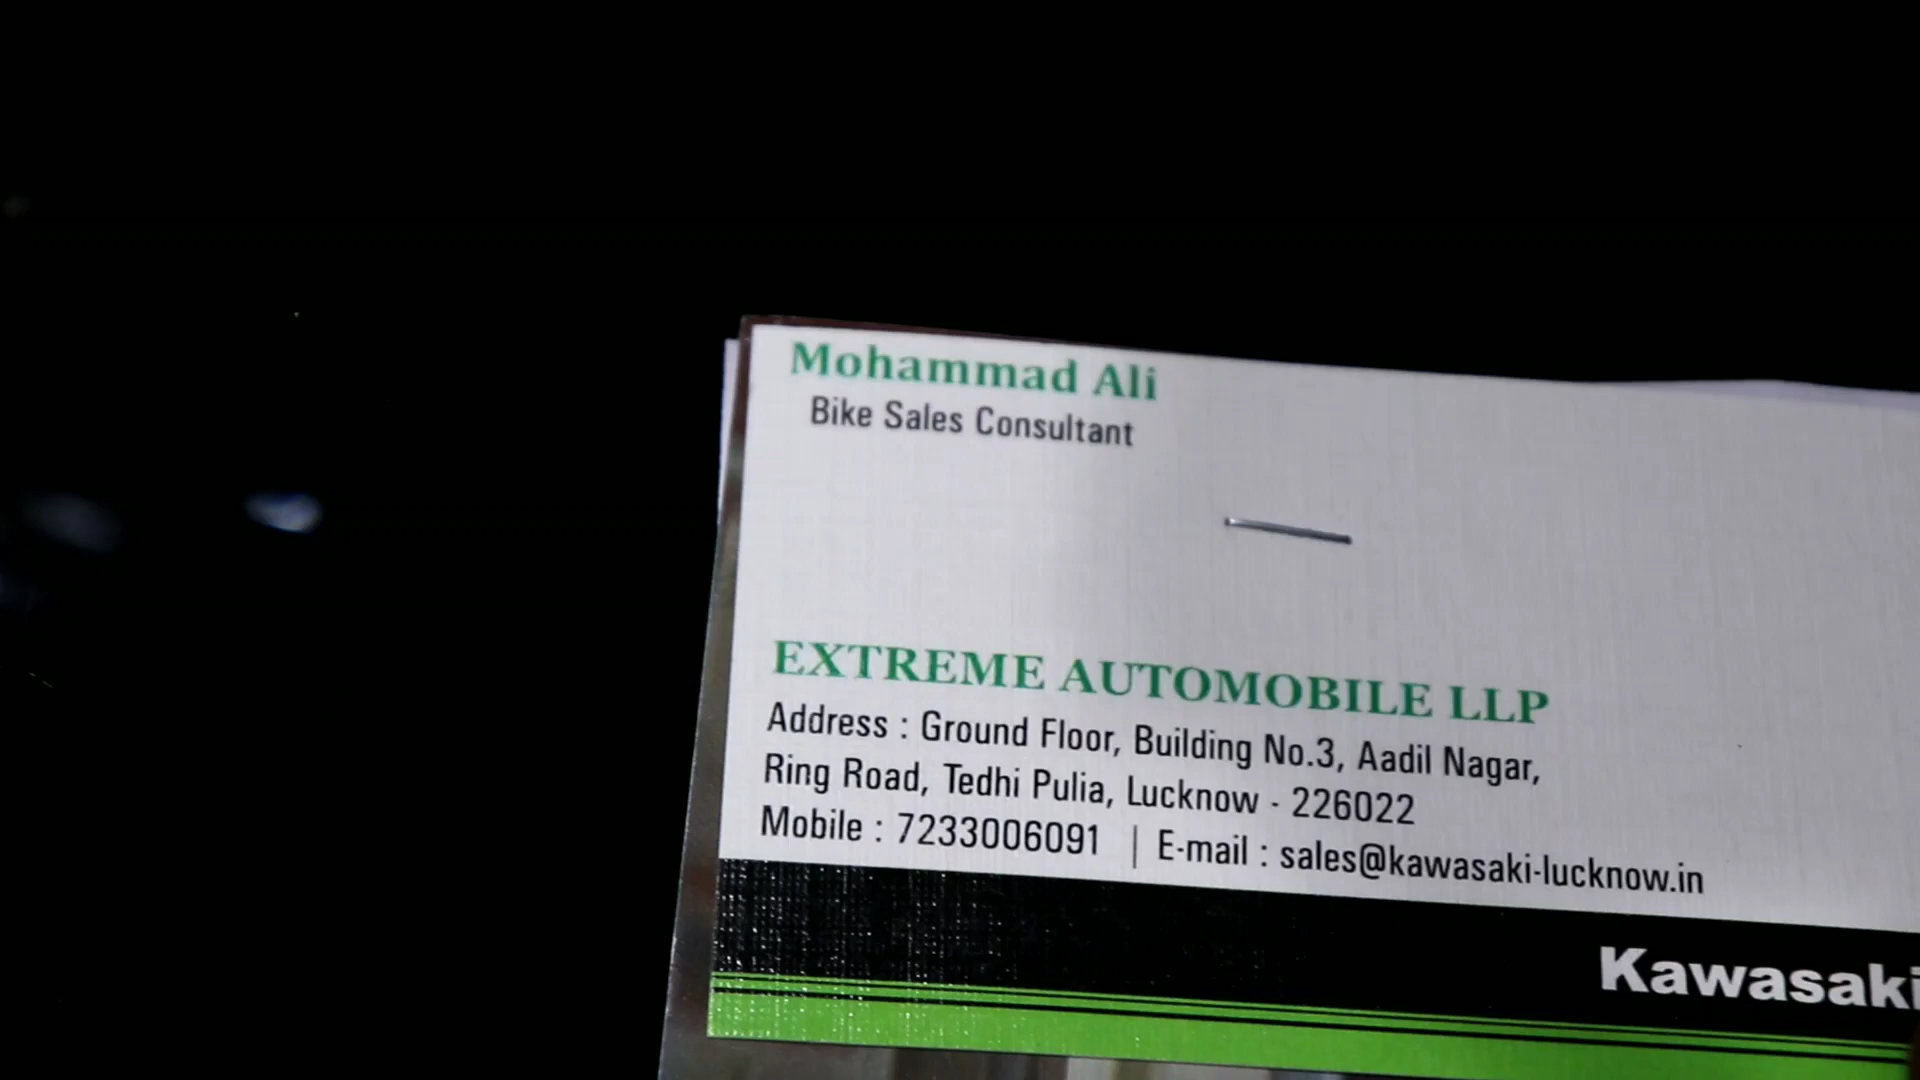 Mohammad Ali
Bike Sales Consultant
EXTREME AUTOMOBILE LLP
Address : Ground Floor, Building No.3, Aadil Nagar,
Ring Road, Tedhi Pulia, Lucknow - 226022
Mobile : 7233006091 | E-mail : sales@kawasaki-lucknow.in
Kawasaki